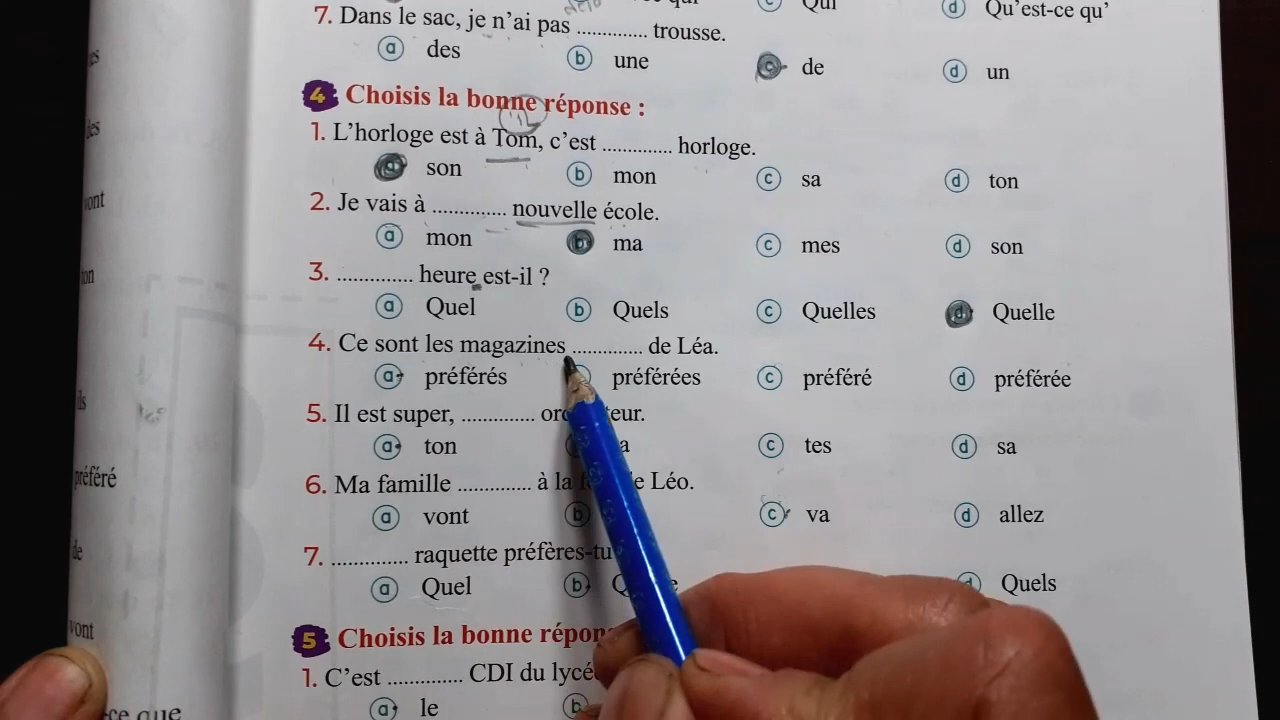 c Qui d Qu'est-ce qu'
7. Dans le sac, je n'ai pas .............. trousse.
a des b une c de d un
4 Choisis la bonne réponse :
1. L'horloge est à Tom, c'est .............. horloge.
a son b mon c sa d ton
2. Je vais à .............. nouvelle école.
a mon b ma c mes d son
3. .............. heure est-il ?
a Quel b Quels c Quelles d Quelle
4. Ce sont les magazines .............. de Léa.
a préférés préférées c préféré d préférée
5. Il est super, ..............
a ton c tes d sa
6. Ma famille .............. à la Léo.
a vont b c va d allez
7. .............. raquette préfères-tu
a Quel b d Quels
5 Choisis la bonne
1. C'est .............. CDI du
a le b
vont
préféré
de
vont